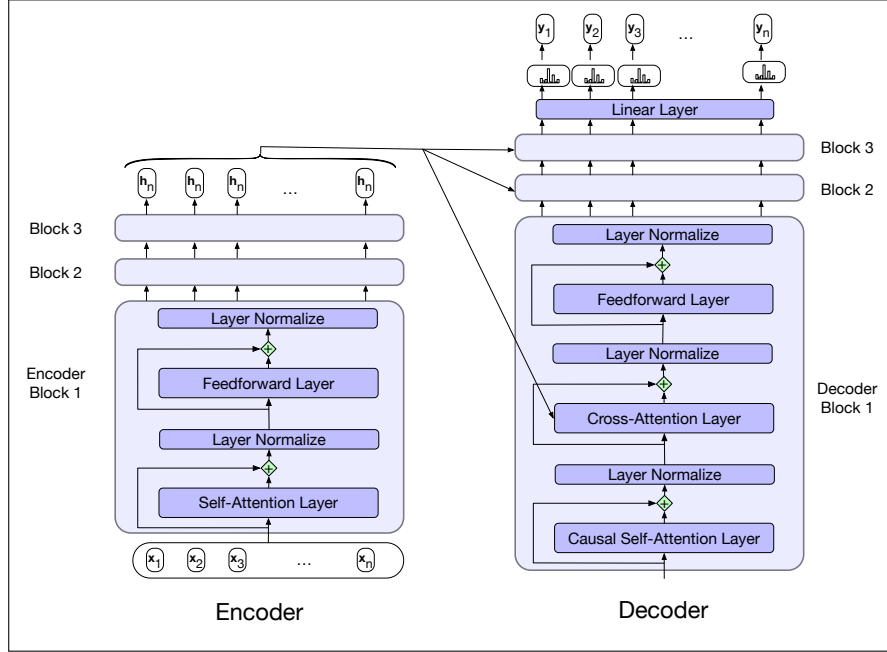 y1 y2 y3 ... yn
Linear Layer
Block 3
Block 2
Layer Normalize
+
Feedforward Layer
Layer Normalize
+
Cross-Attention Layer
Decoder
Block 1
Layer Normalize
+
Causal Self-Attention Layer
Decoder
hn hn hn ... hn
Block 3
Block 2
Layer Normalize
+
Encoder
Block 1
Feedforward Layer
Layer Normalize
+
Self-Attention Layer
x1 x2 x3 ... xn
Encoder